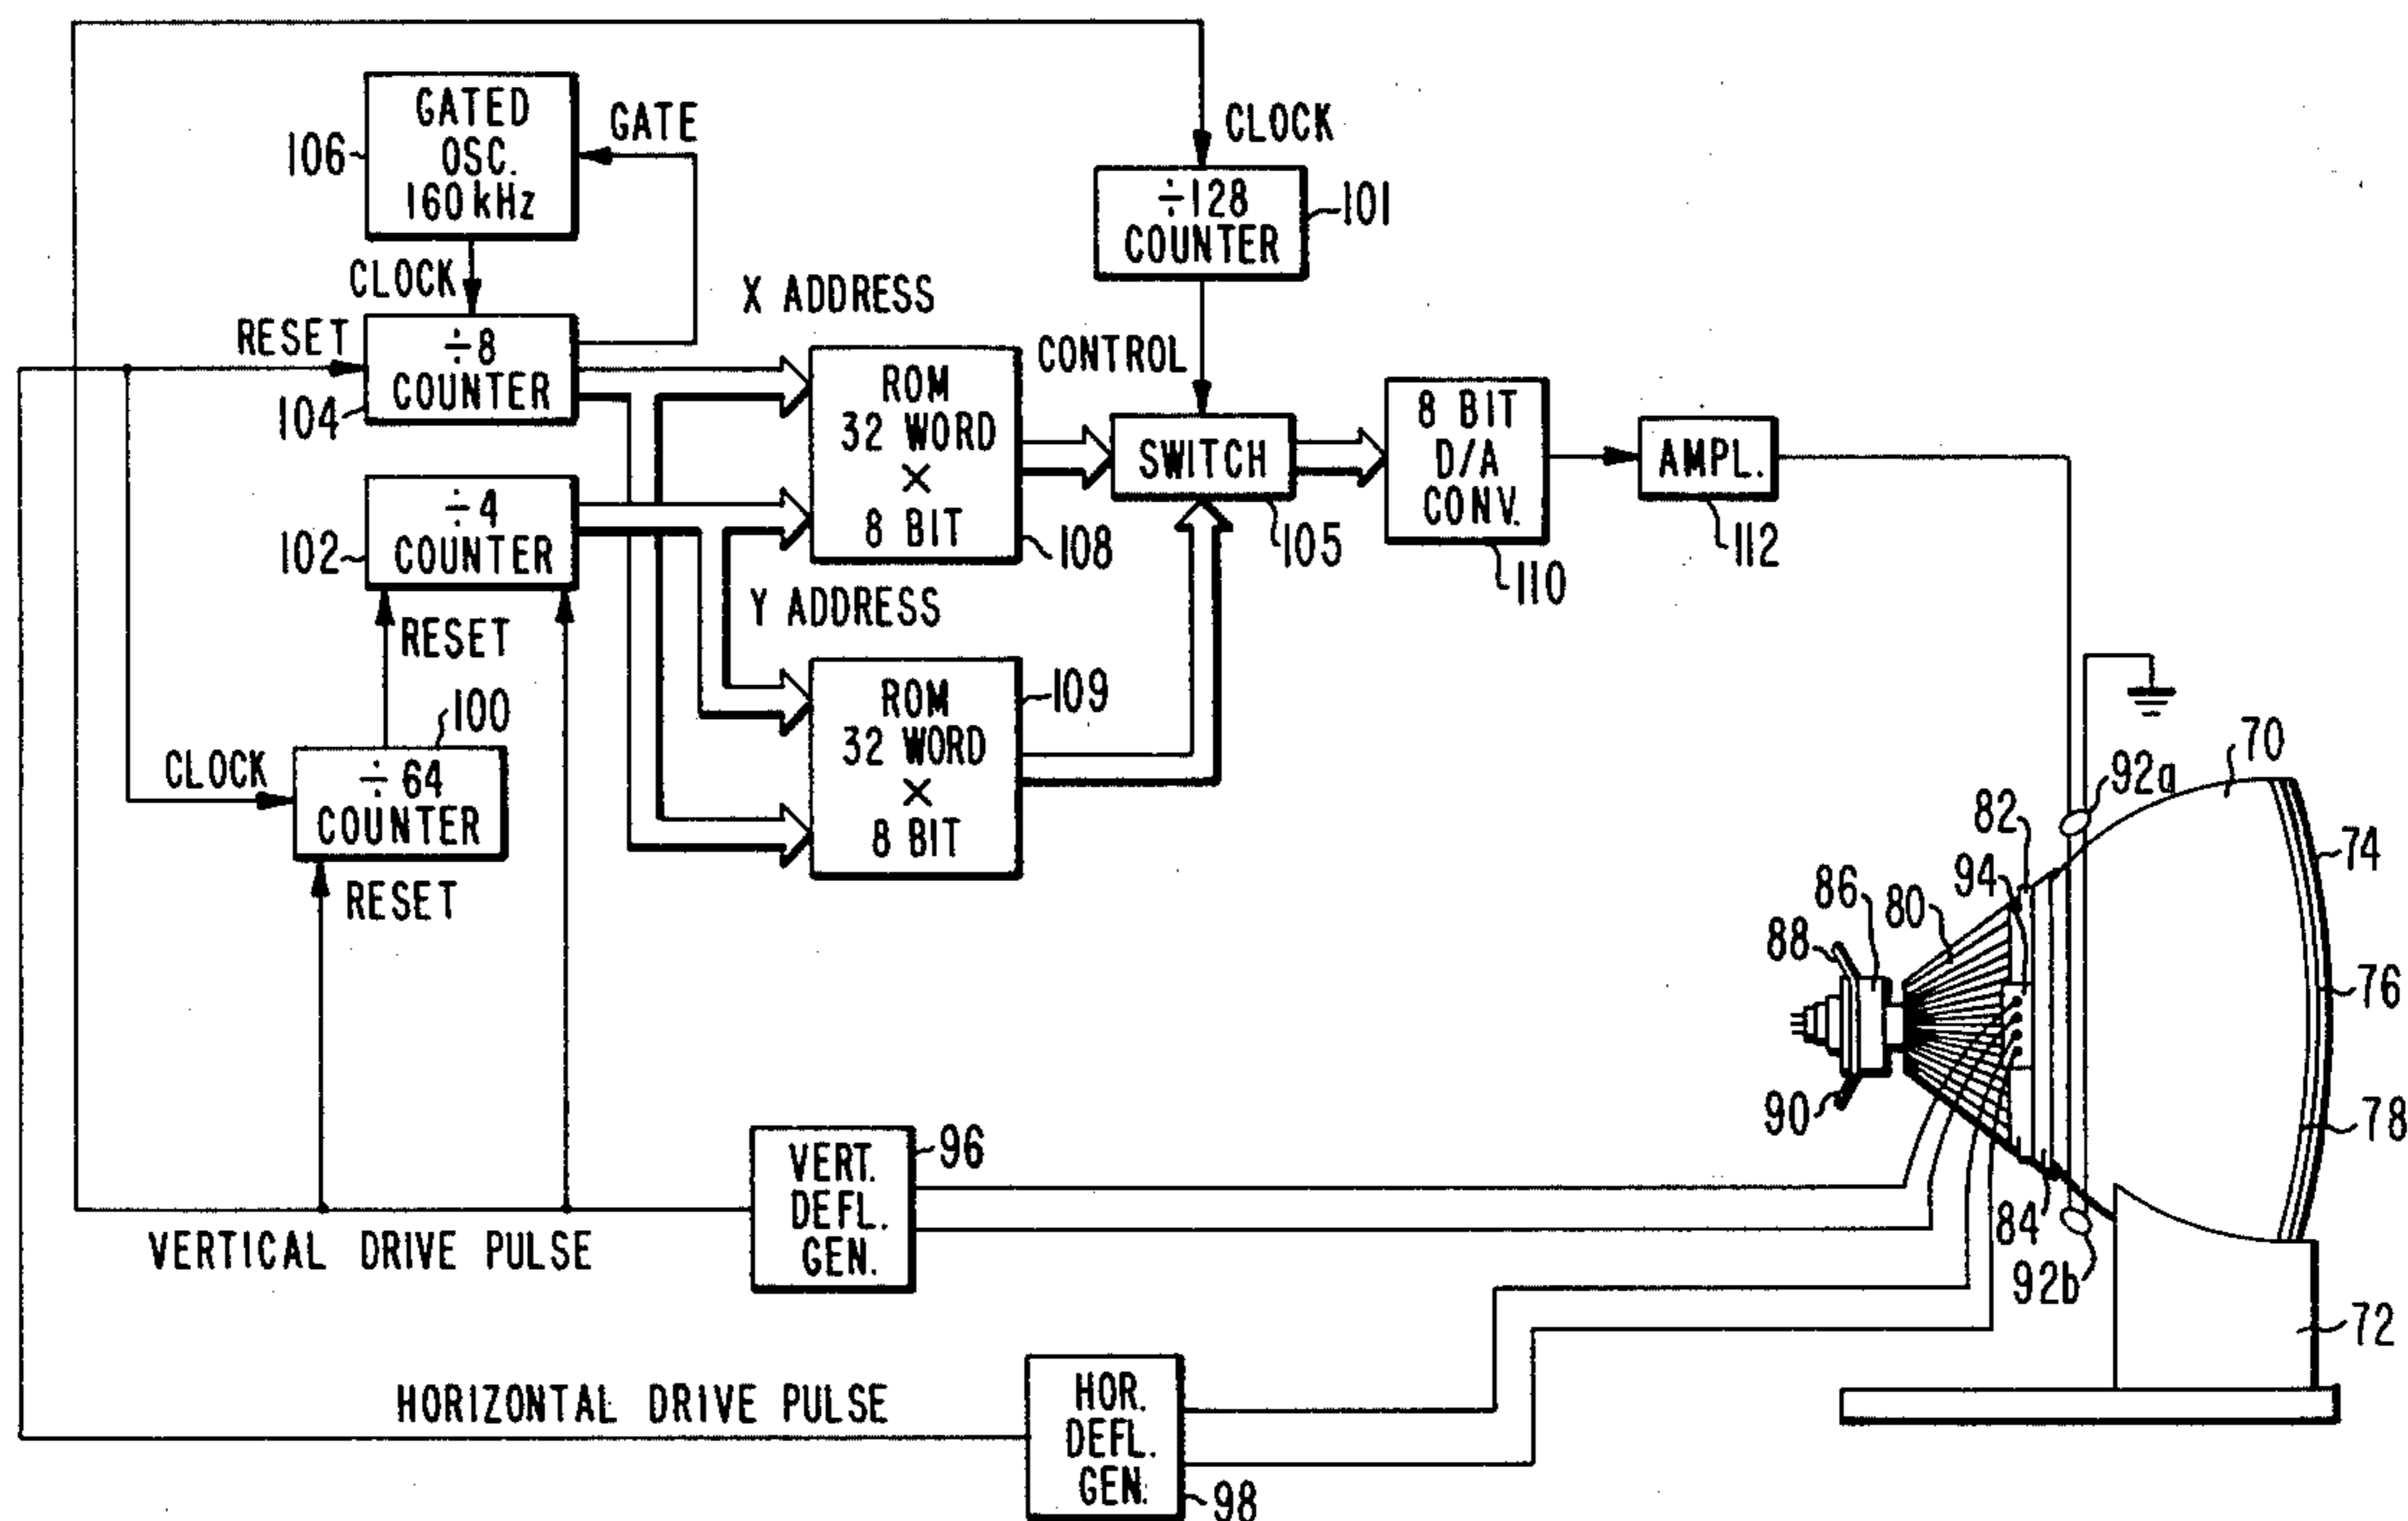 GATED
OSC.
160 kHz
106
GATE
CLOCK
CLOCK
÷128
COUNTER
101
X ADDRESS
RESET
÷8
COUNTER
104
ROM
32 WORD
×
8 BIT
108
CONTROL
SWITCH
105
8 BIT
D/A
CONV.
110
AMPL.
112
÷4
COUNTER
102
RESET
Y ADDRESS
ROM
32 WORD
×
8 BIT
109
100
CLOCK
÷64
COUNTER
RESET
70
92a
82
74
94
86
80
88
76
90
78
84
92b
72
VERT.
DEFL.
GEN.
96
VERTICAL DRIVE PULSE
HORIZONTAL DRIVE PULSE
HOR.
DEFL.
GEN.
98